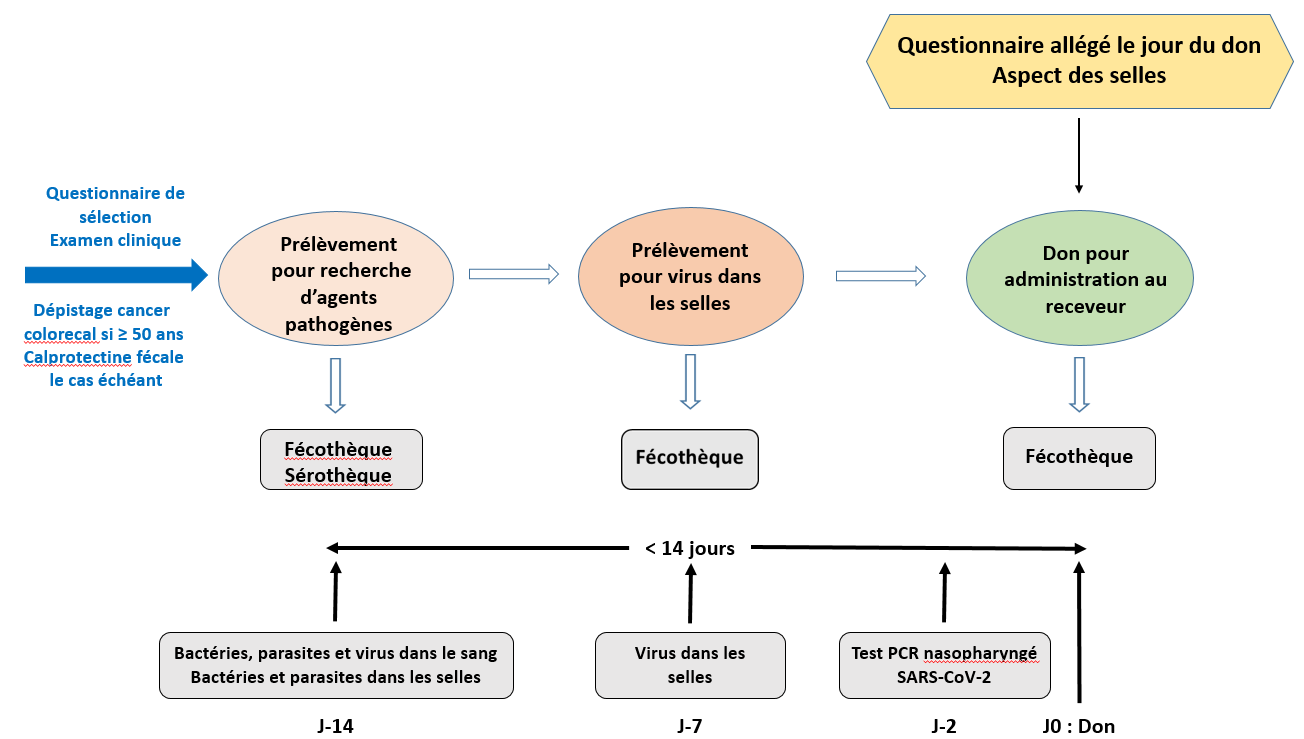 Questionnaire allégé le jour du don
Aspect des selles
Questionnaire de
sélection
Examen clinique
Dépistage cancer
colorecal si ≥ 50 ans
Calprotectine fécale
le cas échéant
Prélèvement
pour recherche
d'agents
pathogènes
Prélèvement
pour virus dans
les selles
Don pour
administration au
receveur
Fécothèque
Sérothèque
Fécothèque
Fécothèque
< 14 jours
Bactéries, parasites et virus dans le sang
Bactéries et parasites dans les selles
Virus dans les
selles
Test PCR nasopharyngé
SARS-CoV-2
J-14
J-7
J-2
J0 : Don